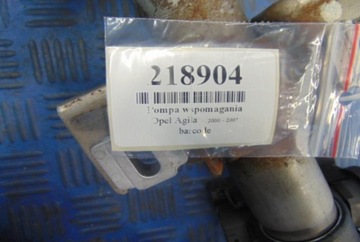 218904
Pompa wspomagania
Opel Agila 2000 - 2007
barcode